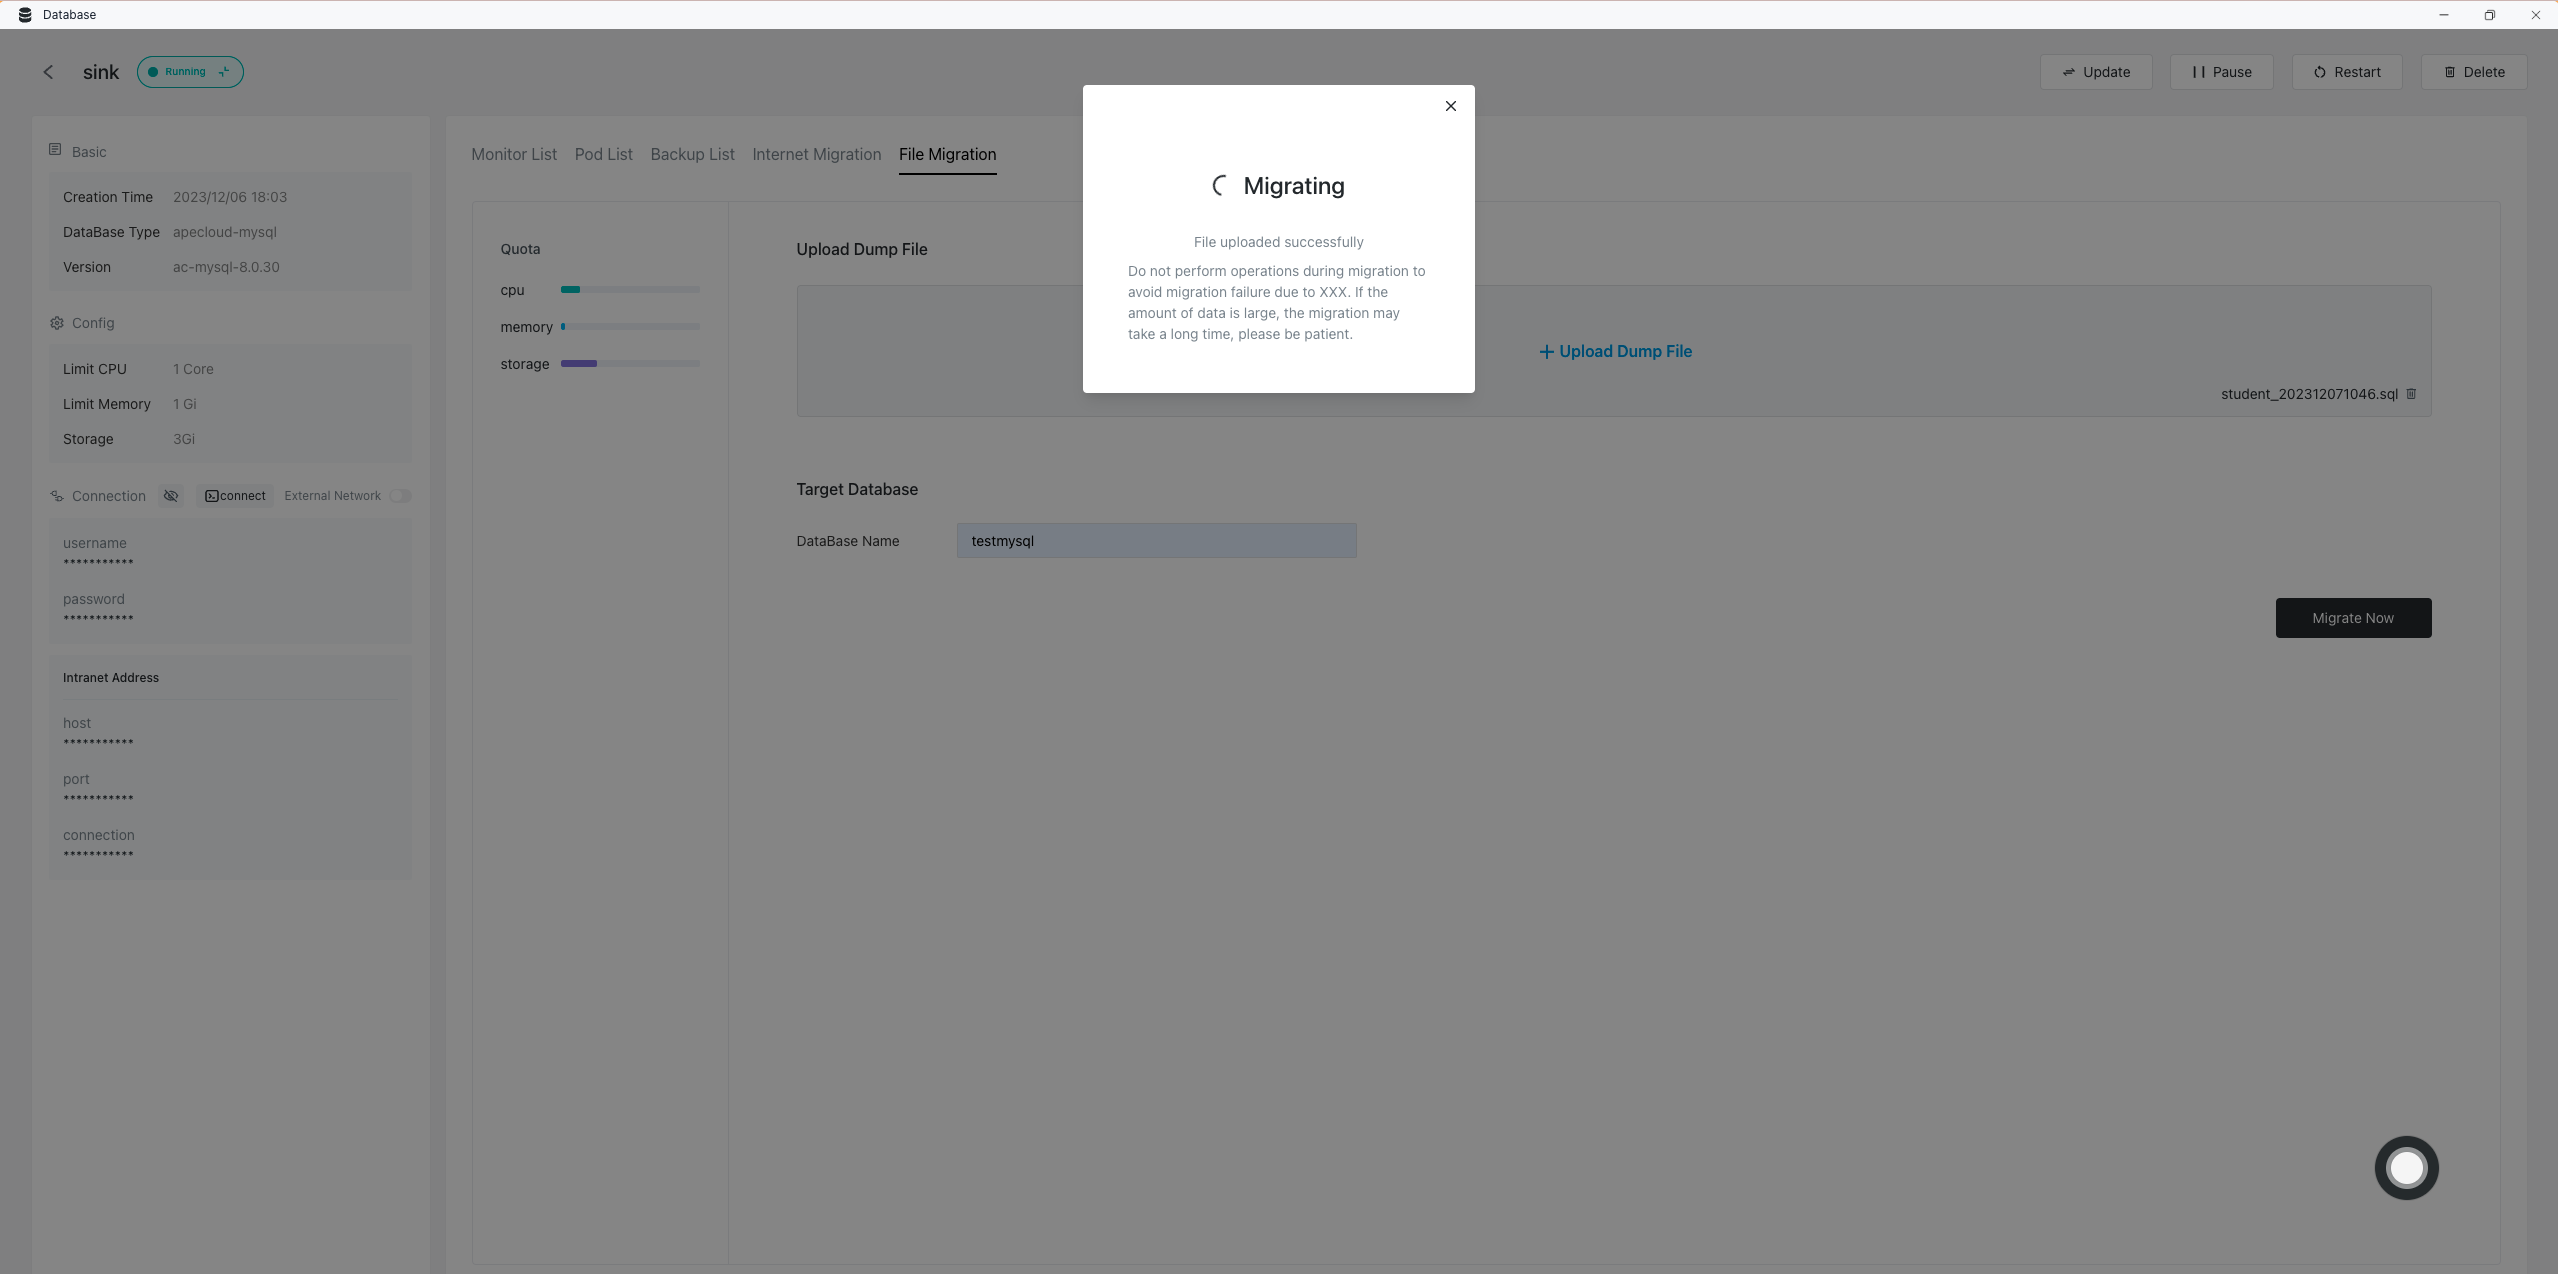 Database
sink
Running
Update
Pause
Restart
Delete
Basic
Creation Time 2023/12/06 18:03
DataBase Type apecloud-mysql
Version ac-mysql-8.0.30
Config
Limit CPU 1 Core
Limit Memory 1 Gi
Storage 3Gi
Connection connect External Network
username
***********
password
***********
Intranet Address
host
***********
port
***********
connection
***********
Monitor List Pod List Backup List Internet Migration File Migration
Quota
cpu
memory
storage
Upload Dump File
+ Upload Dump File
student_202312071046.sql
Target Database
DataBase Name testmysql
Migrate Now
Migrating
File uploaded successfully
Do not perform operations during migration to
avoid migration failure due to XXX. If the
amount of data is large, the migration may
take a long time, please be patient.